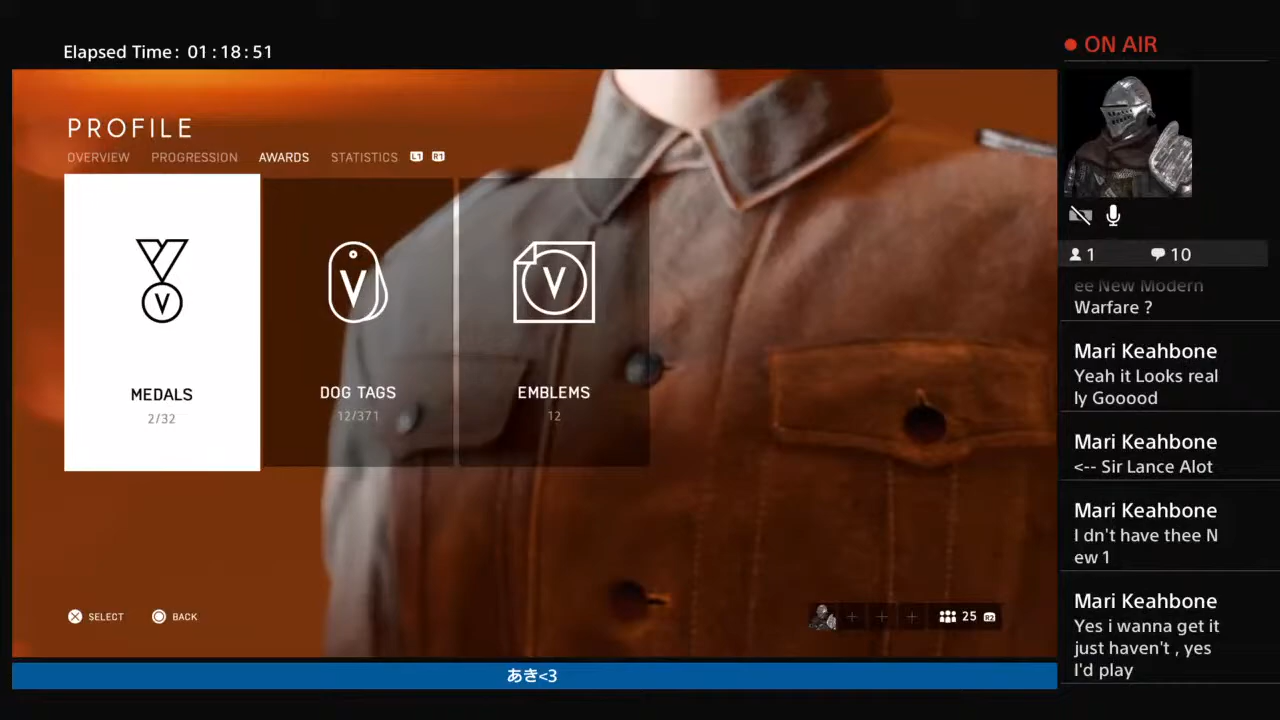 Elapsed Time: 01:18:51
ON AIR
PROFILE
OVERVIEW PROGRESSION AWARDS STATISTICS L1 R1
MEDALS
2/32
DOG TAGS
12/371
EMBLEMS
12
SELECT BACK
25 R2
あき<3
1 10
ee New Modern
Warfare ?
Mari Keahbone
Yeah it Looks real
ly Gooood
Mari Keahbone
<-- Sir Lance Alot
Mari Keahbone
I dn't have thee N
ew 1
Mari Keahbone
Yes i wanna get it
just haven't , yes
I'd play